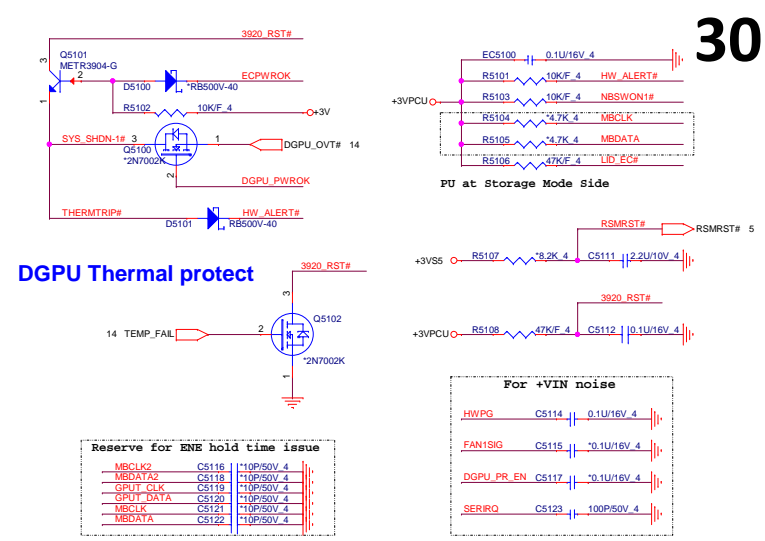 30
3920_RST#
Q5101
METR3904-G
3
2
1
D5100
*RB500V-40
ECPWROK
R5102
10K/F_4
+3V
SYS_SHDN-1#
3
1
Q5100
*2N7002K
2
DGPU_OVT# 14
DGPU_PWROK
THERMTRIP#
D5101
RB500V-40
HW_ALERT#
DGPU Thermal protect
3920_RST#
3
Q5102
14 TEMP_FAIL
2
*2N7002K
1
Reserve for ENE hold time issue
MBCLK2 C5116 *10P/50V_4
MBDATA2 C5118 *10P/50V_4
GPUT_CLK C5119 *10P/50V_4
GPUT_DATA C5120 *10P/50V_4
MBCLK C5121 *10P/50V_4
MBDATA C5122 *10P/50V_4
EC5100 0.1U/16V_4
R5101 10K/F_4 HW_ALERT#
+3VPCU
R5103 10K/F_4 NBSWON1#
R5104 *4.7K_4 MBCLK
R5105 *4.7K_4 MBDATA
R5106 47K/F_4 LID_EC#
PU at Storage Mode Side
RSMRST#
RSMRST# 5
+3VS5 R5107 *8.2K_4 C5111 2.2U/10V_4
3920_RST#
+3VPCU R5108 47K/F_4 C5112 0.1U/16V_4
For +VIN noise
HWPG C5114 0.1U/16V_4
FAN1SIG C5115 *0.1U/16V_4
DGPU_PR_EN C5117 *0.1U/16V_4
SERIRQ C5123 100P/50V_4